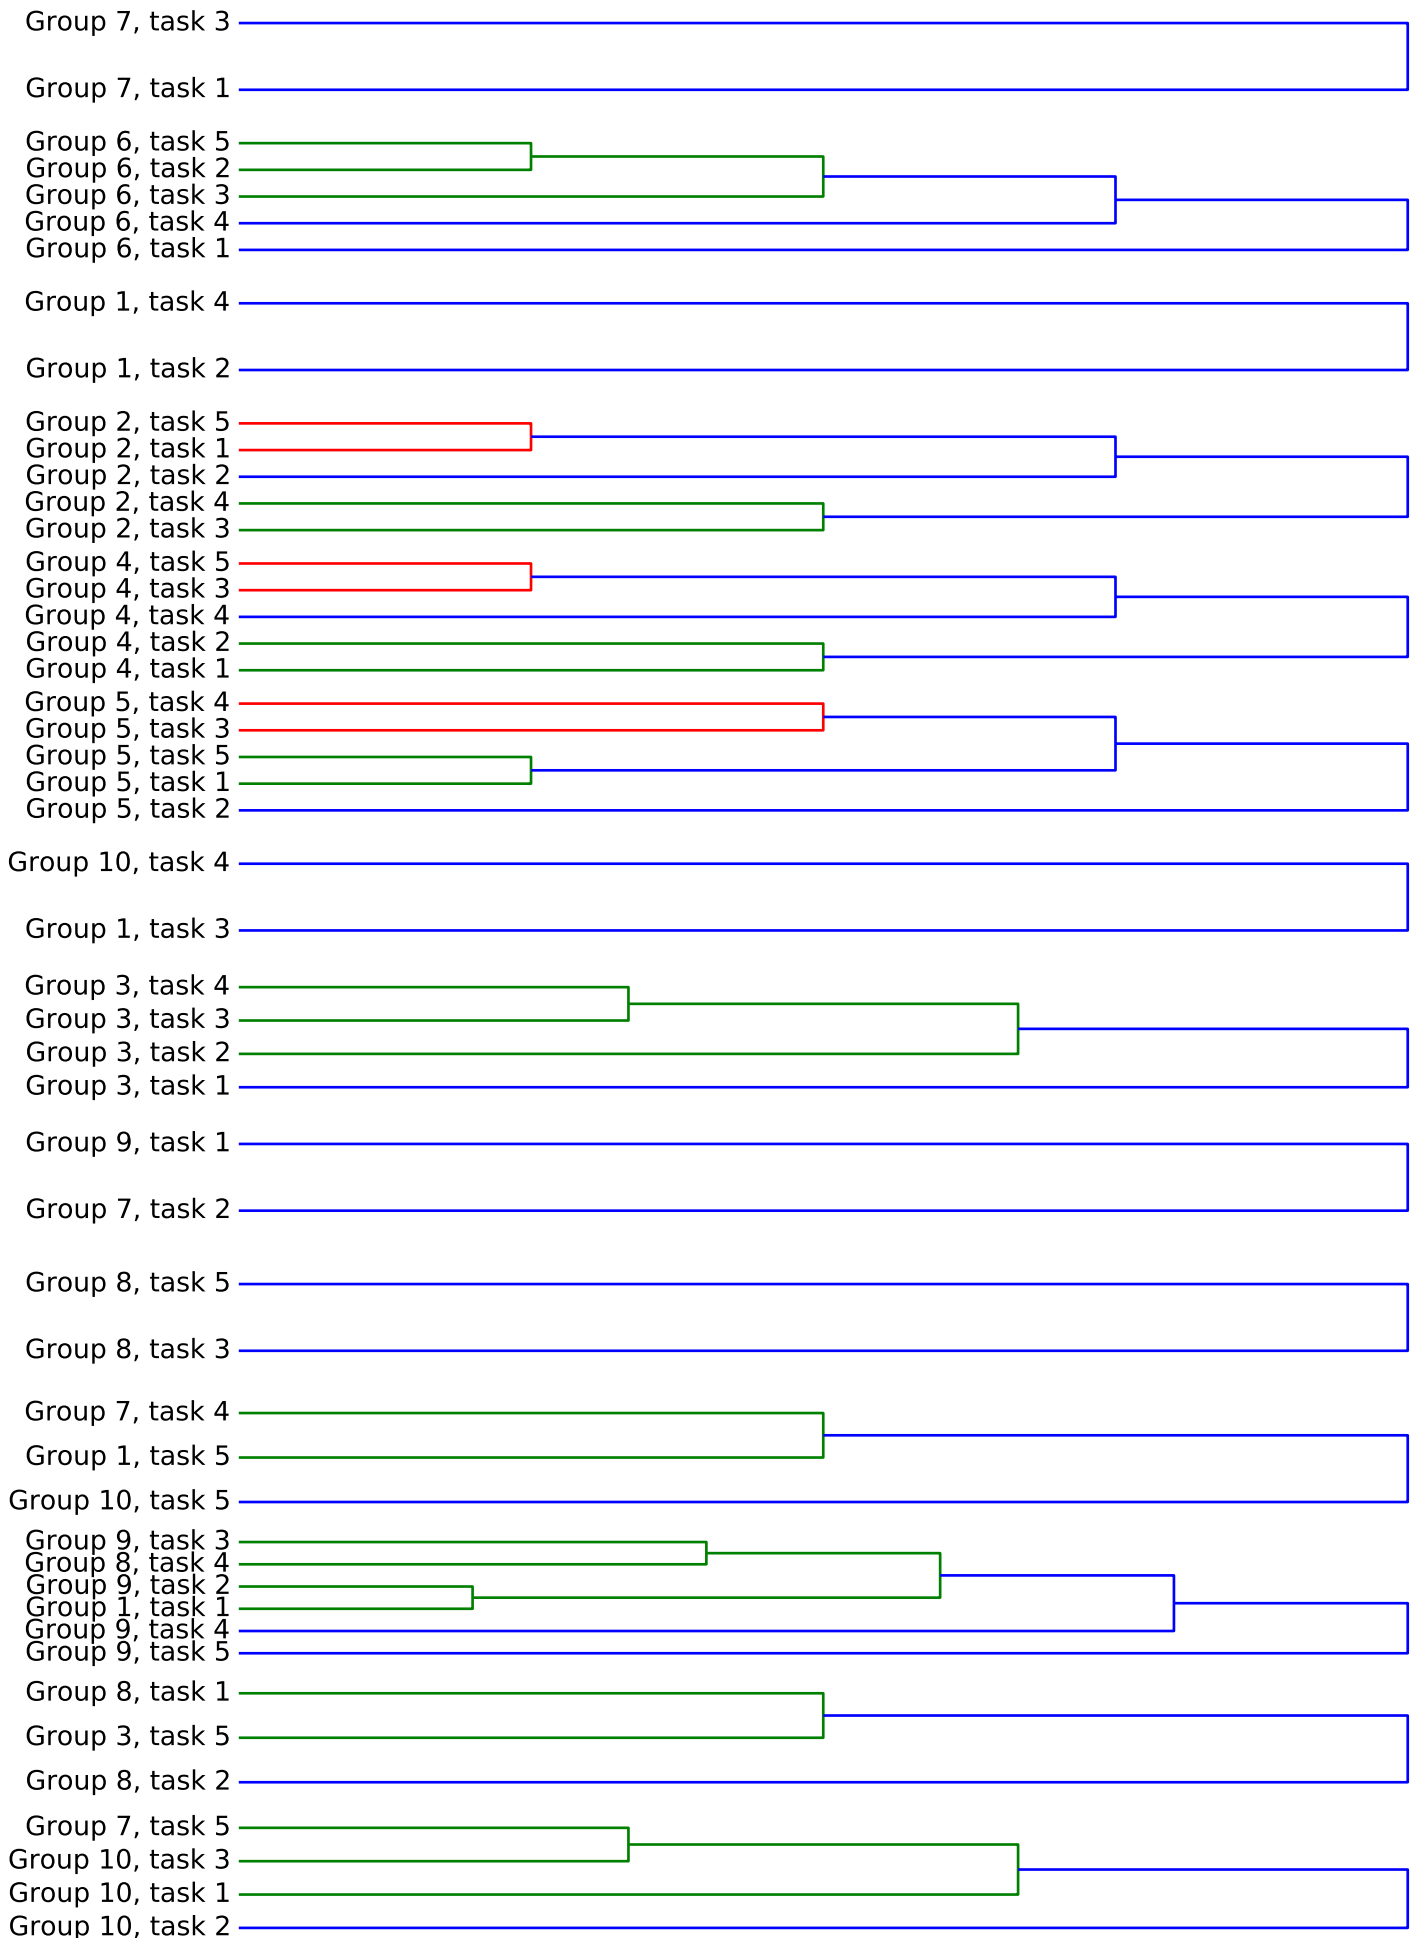 Group 7, task 3
Group 7, task 1
Group 6, task 5
Group 6, task 2
Group 6, task 3
Group 6, task 4
Group 6, task 1
Group 1, task 4
Group 1, task 2
Group 2, task 5
Group 2, task 1
Group 2, task 2
Group 2, task 4
Group 2, task 3
Group 4, task 5
Group 4, task 3
Group 4, task 4
Group 4, task 2
Group 4, task 1
Group 5, task 4
Group 5, task 3
Group 5, task 5
Group 5, task 1
Group 5, task 2
Group 10, task 4
Group 1, task 3
Group 3, task 4
Group 3, task 3
Group 3, task 2
Group 3, task 1
Group 9, task 1
Group 7, task 2
Group 8, task 5
Group 8, task 3
Group 7, task 4
Group 1, task 5
Group 10, task 5
Group 9, task 3
Group 8, task 4
Group 9, task 2
Group 1, task 1
Group 9, task 4
Group 9, task 5
Group 8, task 1
Group 3, task 5
Group 8, task 2
Group 7, task 5
Group 10, task 3
Group 10, task 1
Group 10, task 2